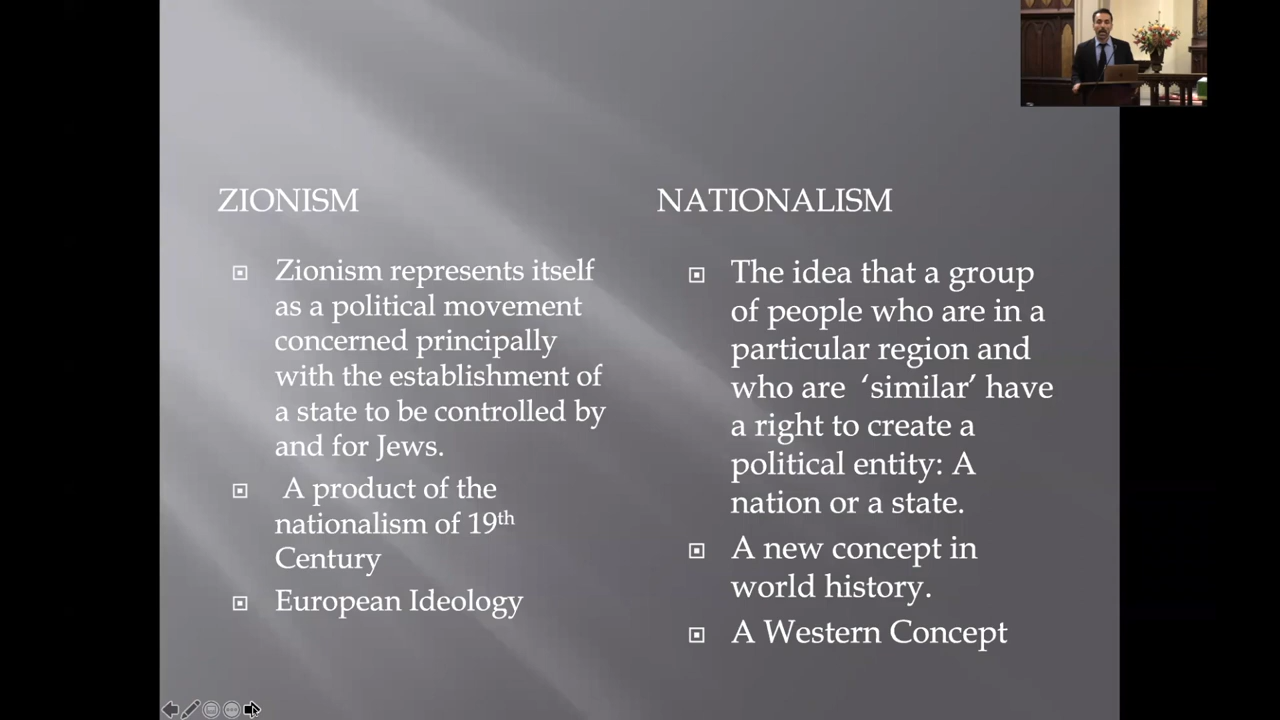 ZIONISM
Zionism represents itself
as a political movement
concerned principally
with the establishment of
a state to be controlled by
and for Jews.
A product of the
nationalism of 19th
Century
European Ideology
NATIONALISM
The idea that a group
of people who are in a
particular region and
who are ‘similar’ have
a right to create a
political entity: A
nation or a state.
A new concept in
world history.
A Western Concept